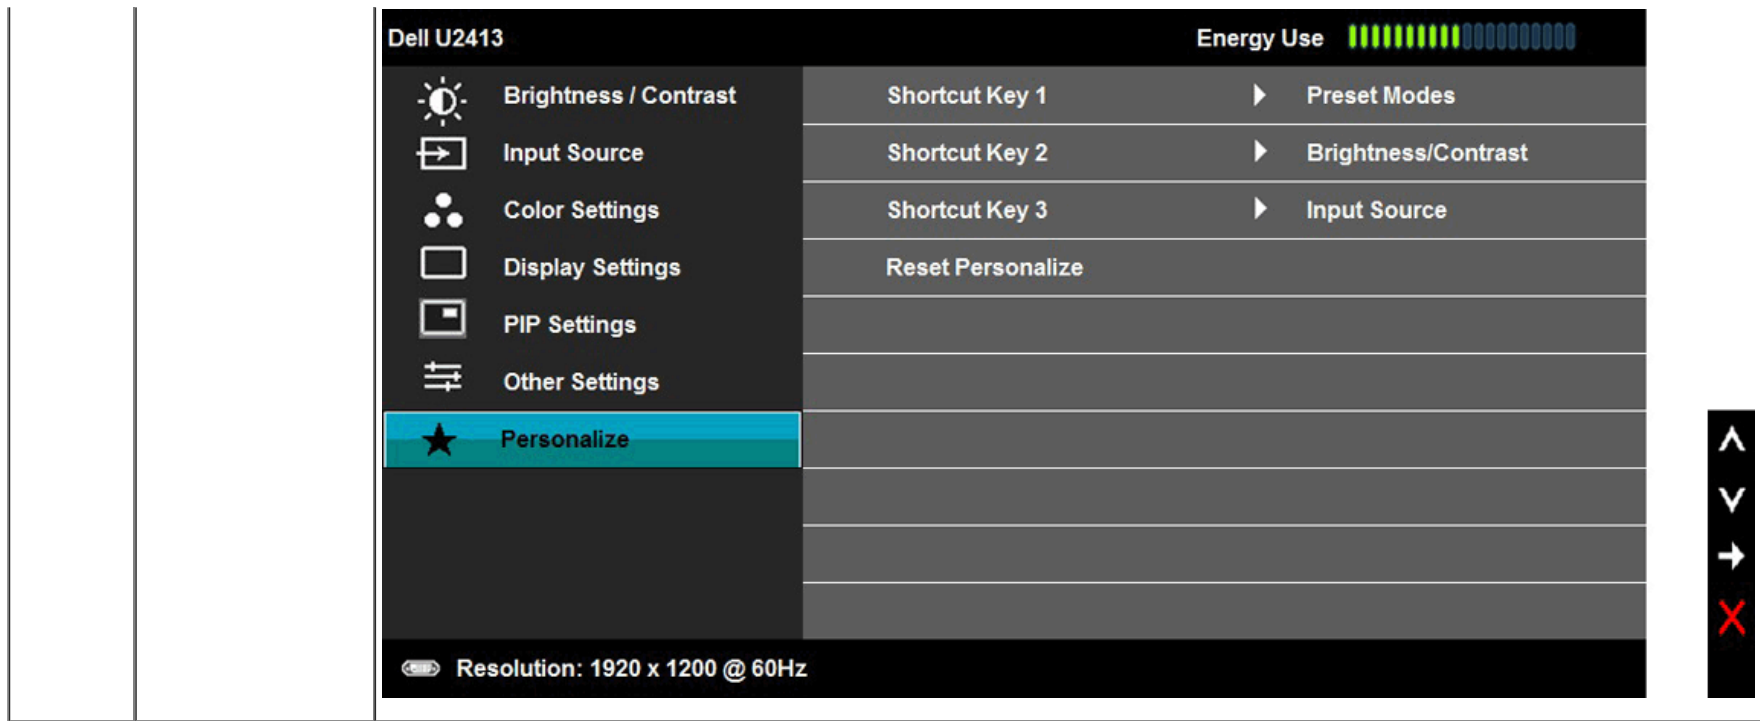 Dell U2413 Energy Use
Brightness / Contrast Shortcut Key 1 Preset Modes
Input Source Shortcut Key 2 Brightness/Contrast
Color Settings Shortcut Key 3 Input Source
Display Settings Reset Personalize
PIP Settings
Other Settings
Personalize
Resolution: 1920 x 1200 @ 60Hz